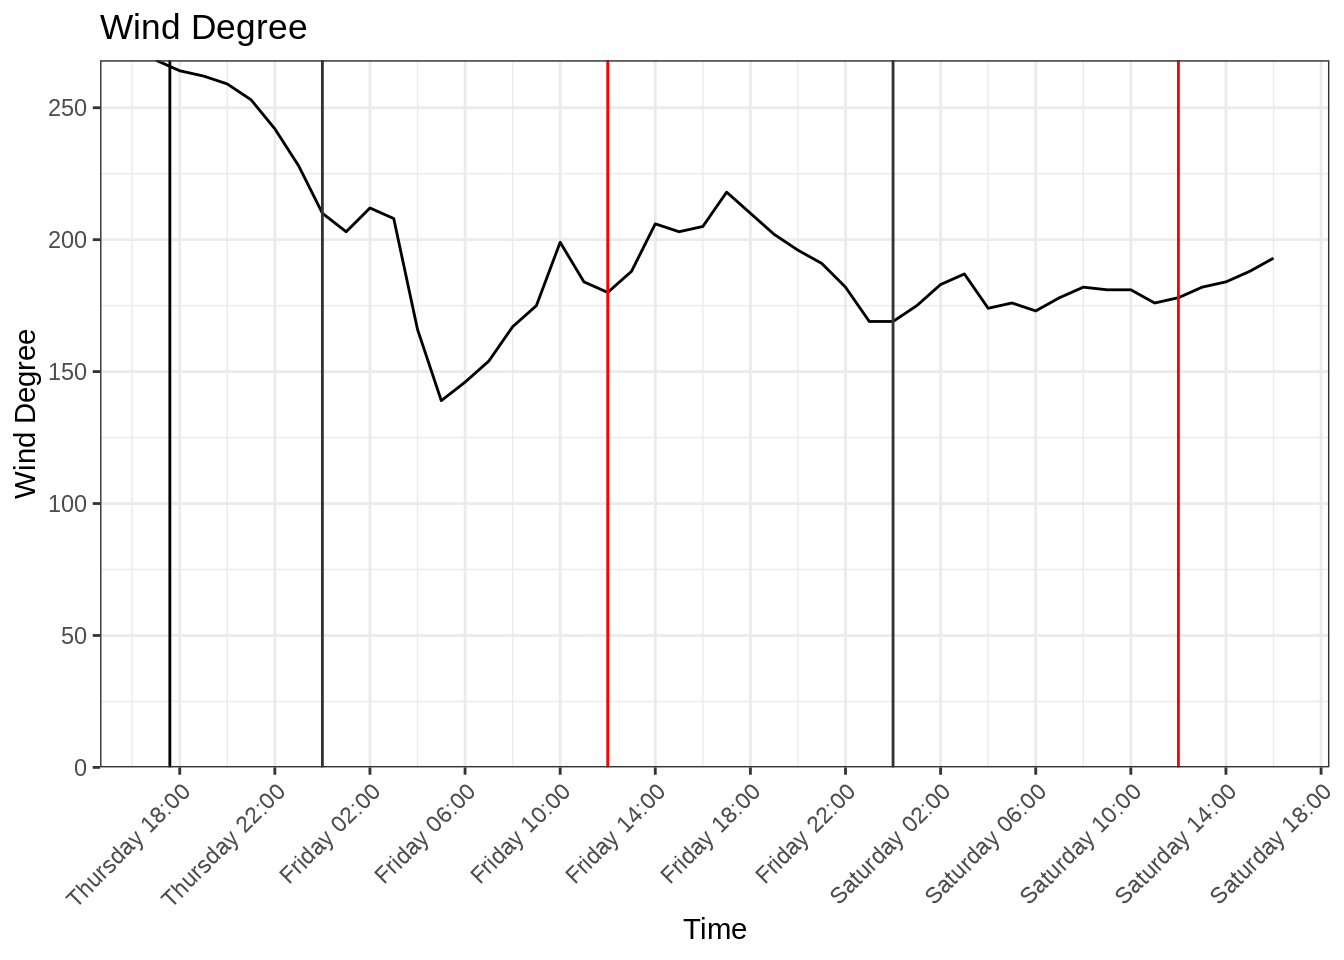 Wind Degree
Wind Degree
250
200
150
100
50
0
Thursday 18:00
Thursday 22:00
Friday 02:00
Friday 06:00
Friday 10:00
Friday 14:00
Friday 18:00
Friday 22:00
Saturday 02:00
Saturday 06:00
Saturday 10:00
Saturday 14:00
Saturday 18:00
Time